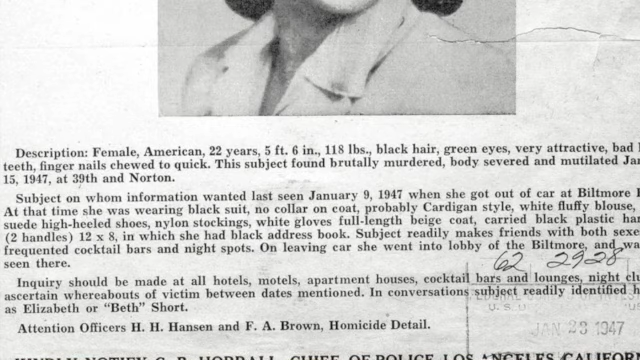 Description: Female, American, 22 years, 5 ft. 6 in., 118 lbs., black hair, green eyes, very attractive, bad
teeth, finger nails chewed to quick. This subject found brutally murdered, body severed and mutilated
15, 1947, at 39th and Norton.
Subject on whom information wanted last seen January 9, 1947 when she got out of car at Biltmore
At that time she was wearing black suit, no collar on coat, probably Cardigan style, white fluffy blouse,
suede high-heeled shoes, nylon stockings, white gloves full-length beige coat, carried black plastic
(2 handles) 12 x 8, in which she had black address book. Subject readily makes friends with both
frequented cocktail bars and night spots. On leaving car she went into lobby of the Biltmore, and
seen there.
62 2928
Inquiry should be made at all hotels, motels, apartment houses, cocktail bars and lounges, night
ascertain whereabouts of victim between dates mentioned. In conversations subject readily identified
as Elizabeth or "Beth" Short.
Attention Officers H. H. Hansen and F. A. Brown, Homicide Detail.
JAN 23 1947
KINDLY NOTIFY C. B. HORRALL, CHIEF OF POLICE, LOS ANGELES, CALIFORNIA